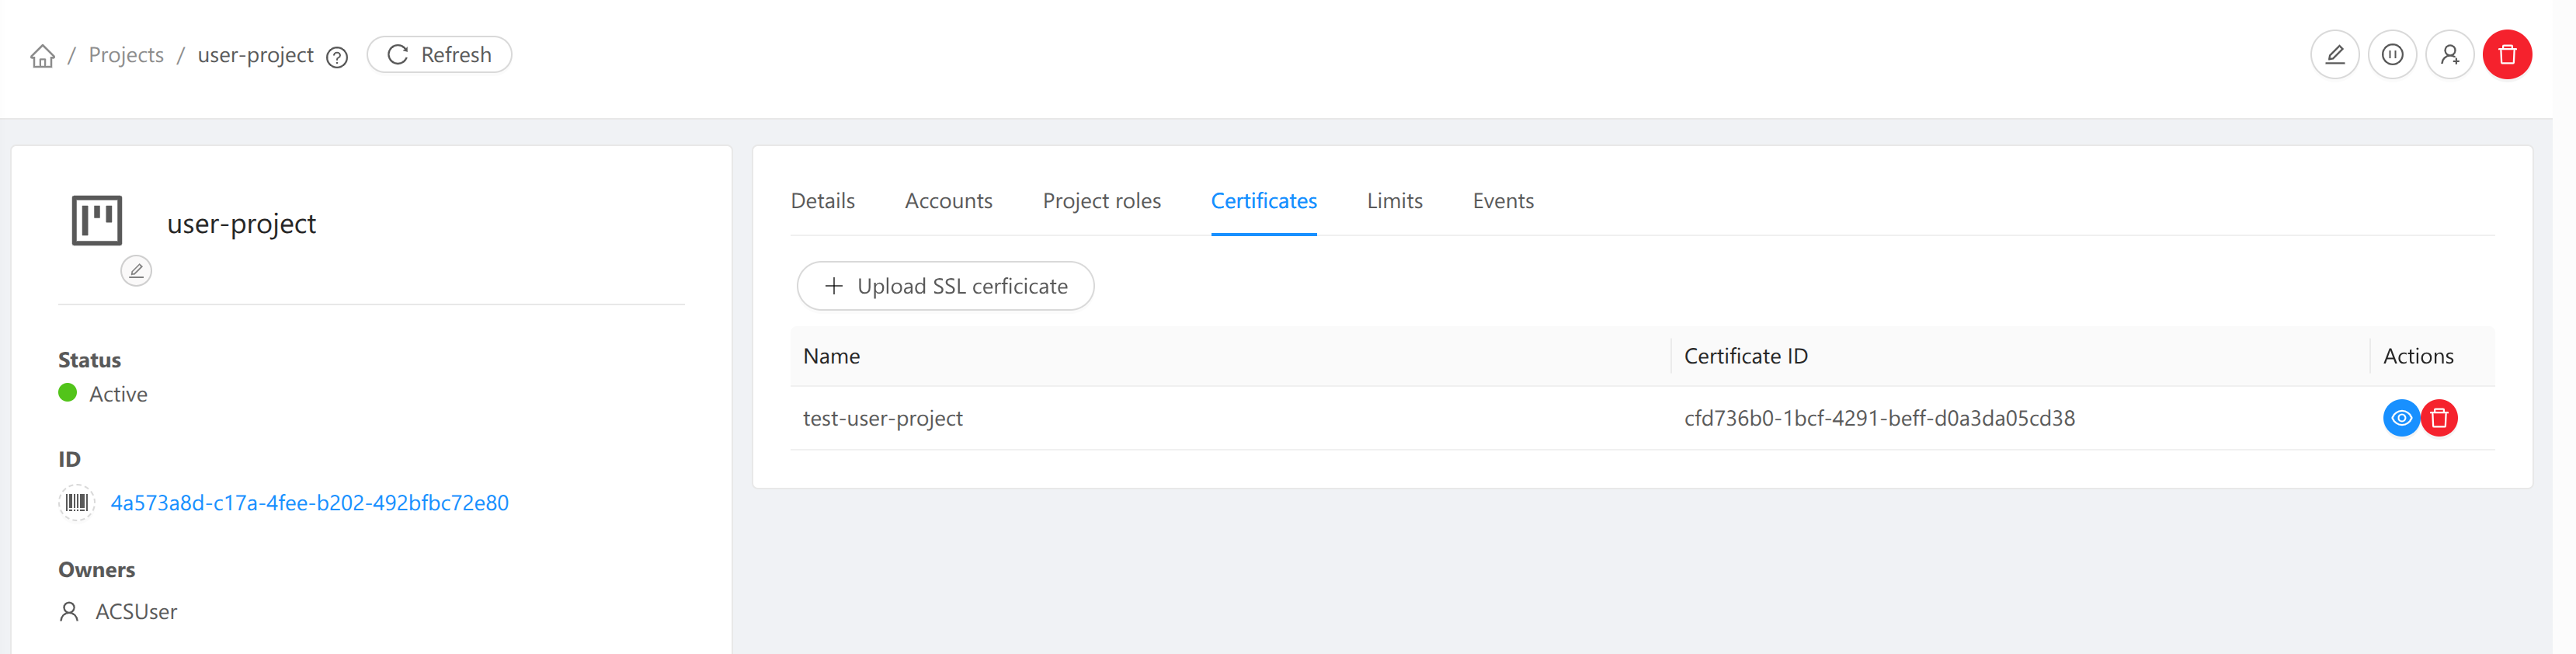 / Projects / user-project ? Refresh
user-project
Status
Active
ID
4a573a8d-c17a-4fee-b202-492bfbc72e80
Owners
ACSUser
Details Accounts Project roles Certificates Limits Events
+ Upload SSL cerficicate
Name Certificate ID Actions
test-user-project cfd736b0-1bcf-4291-beff-d0a3da05cd38